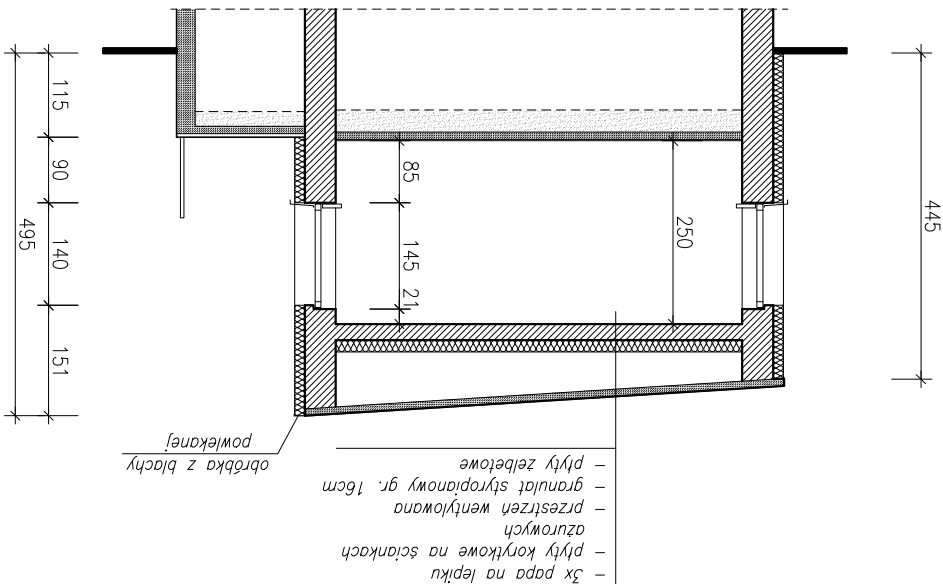 - 3x papa na lepiku
- płyty korytkowe na ściankach
ażurowych
- przestrzeń wentylowana
- granulat styropianowy gr. 16cm
- płyty żelbetowe
obróbka z blachy
powlekanej
445
250
21
145
85
151
140
90
115
495